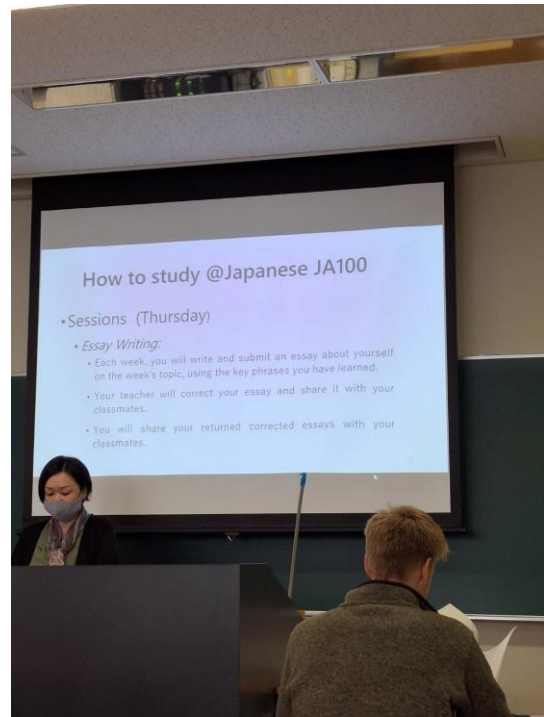 How to study @Japanese JA100
•Sessions (Thursday)
• Essay Writing:
• Each week, you will write and submit an essay about yourself
on the week's topic, using the key phrases you have learned.
• Your teacher will correct your essay and share it with your
classmates.
• You will share your returned corrected essays with your
classmates.